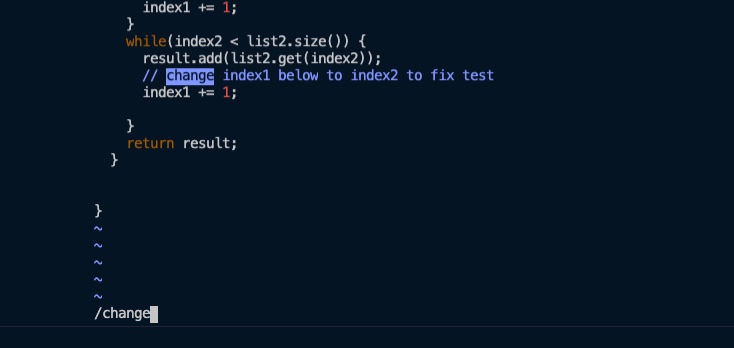 index1 += 1;
}
while(index2 < list2.size()) {
result.add(list2.get(index2));
// change index1 below to index2 to fix test
index1 += 1;
}
return result;
}
}
~
~
~
~
~
/change